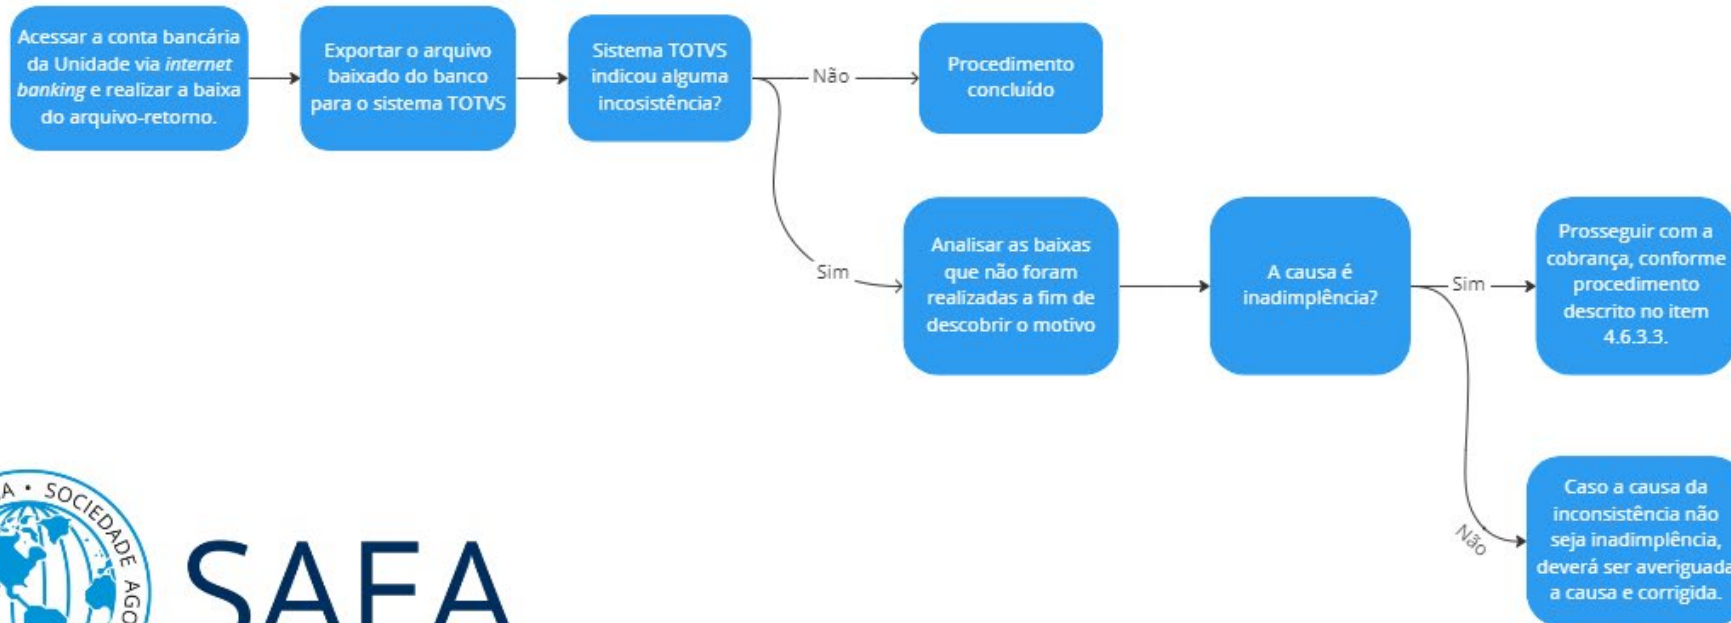 Acessar a conta bancária
da Unidade via internet
banking e realizar a baixa
do arquivo-retorno.
Exportar o arquivo
baixado do banco
para o sistema TOTVS
Sistema TOTVS
indicou alguma
incosistência?
Não
Procedimento
concluído
Sim
Analisar as baixas
que não foram
realizadas a fim de
descobrir o motivo
A causa é
inadimplência?
Sim
Prosseguir com a
cobrança, conforme
procedimento
descrito no item
4.6.3.3.
Não
Caso a causa da
inconsistência não
seja inadimplência,
deverá ser averiguada
a causa e corrigida.
A • SOCIEDADE AGO
SAFA